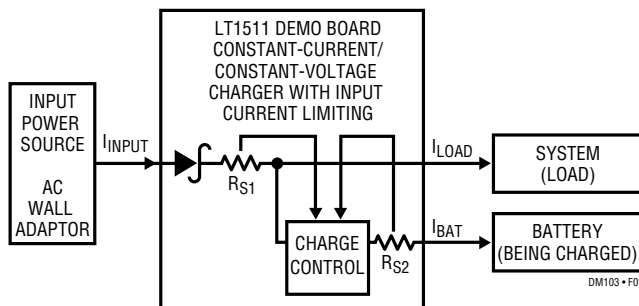 LT1511 DEMO BOARD
CONSTANT-CURRENT/
CONSTANT-VOLTAGE
CHARGER WITH INPUT
CURRENT LIMITING
INPUT
POWER
SOURCE
AC
WALL
ADAPTOR
IINPUT
RS1
ILOAD
SYSTEM
(LOAD)
CHARGE
CONTROL
RS2
IBAT
BATTERY
(BEING CHARGED)
DM103 • F0